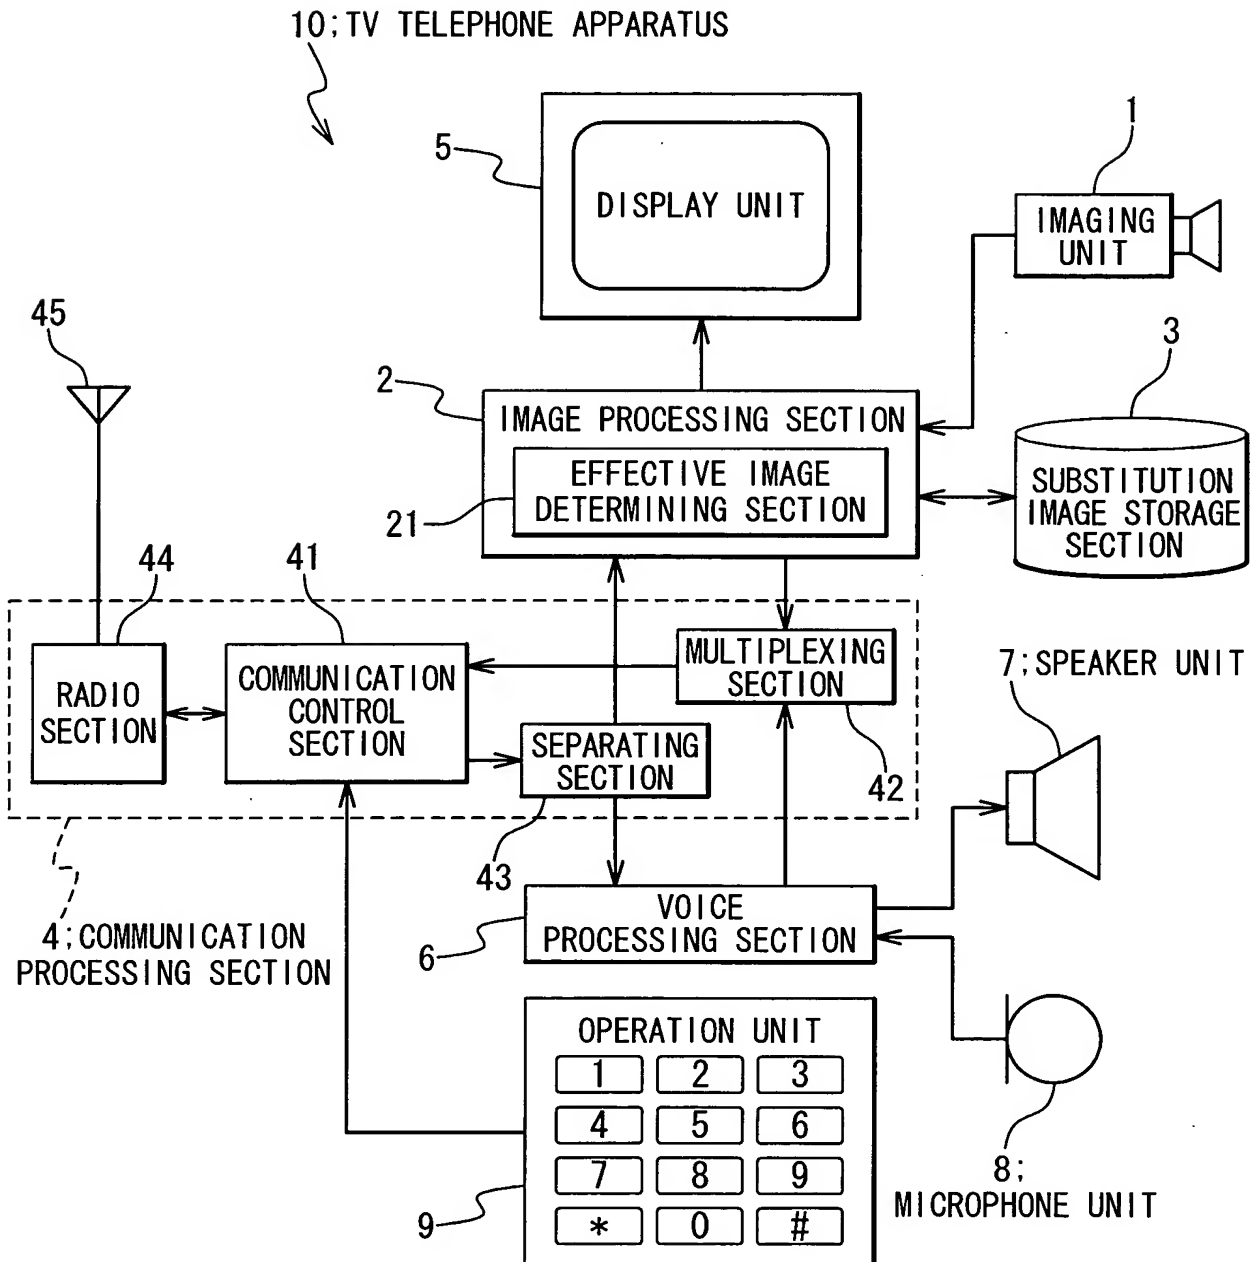 10;TV TELEPHONE APPARATUS
5
DISPLAY UNIT
1
IMAGING
UNIT
45
2
IMAGE PROCESSING SECTION
EFFECTIVE IMAGE
DETERMINING SECTION
21
3
SUBSTITUTION
IMAGE STORAGE
SECTION
44
41
RADIO
SECTION
COMMUNICATION
CONTROL
SECTION
MULTIPLEXING
SECTION
SEPARATING
SECTION
42
43
7;SPEAKER UNIT
4;COMMUNICATION
PROCESSING SECTION
VOICE
PROCESSING SECTION
6
OPERATION UNIT
1 2 3
4 5 6
7 8 9
* 0 #
9
8;
MICROPHONE UNIT